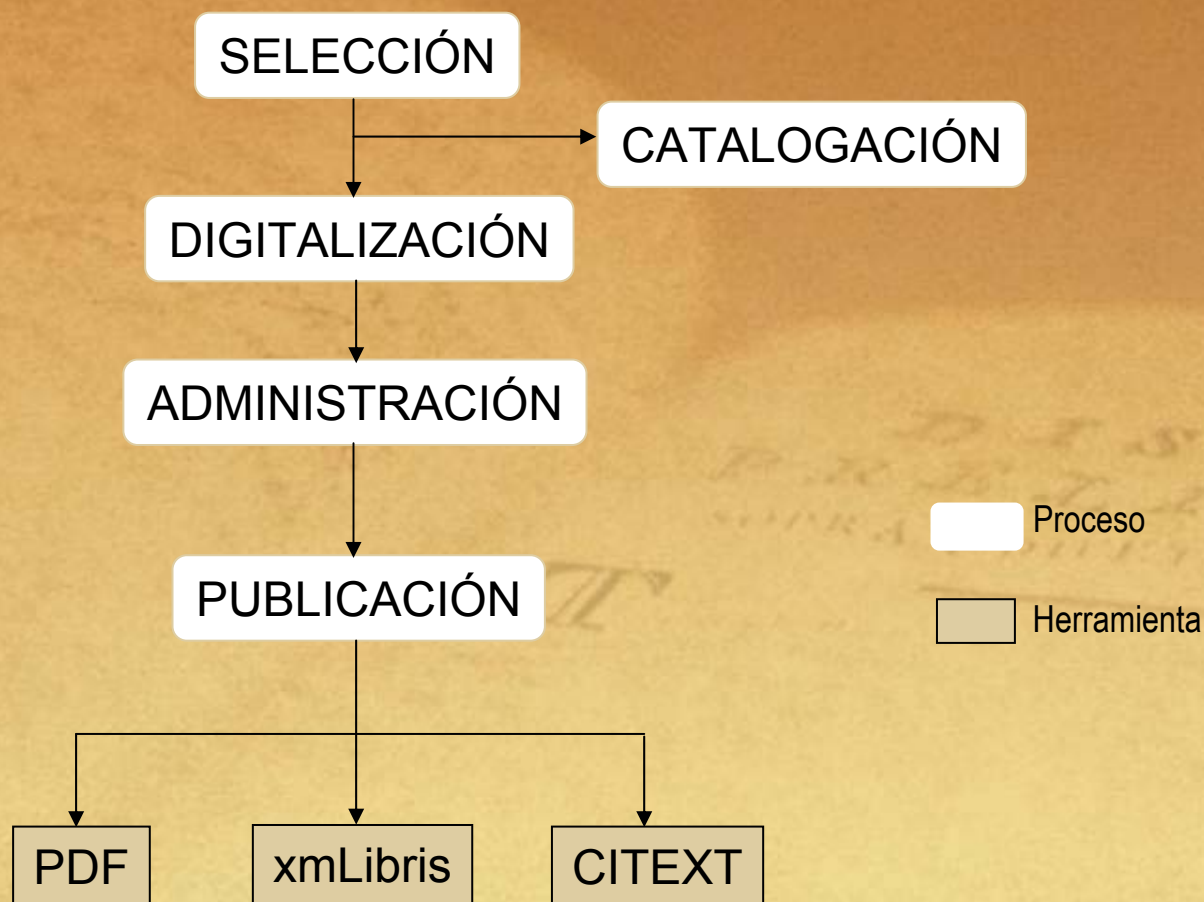 SELECCIÓN
CATALOGACIÓN
DIGITALIZACIÓN
ADMINISTRACIÓN
PUBLICACIÓN
Proceso
Herramienta
PDF
xmLibris
CITEXT